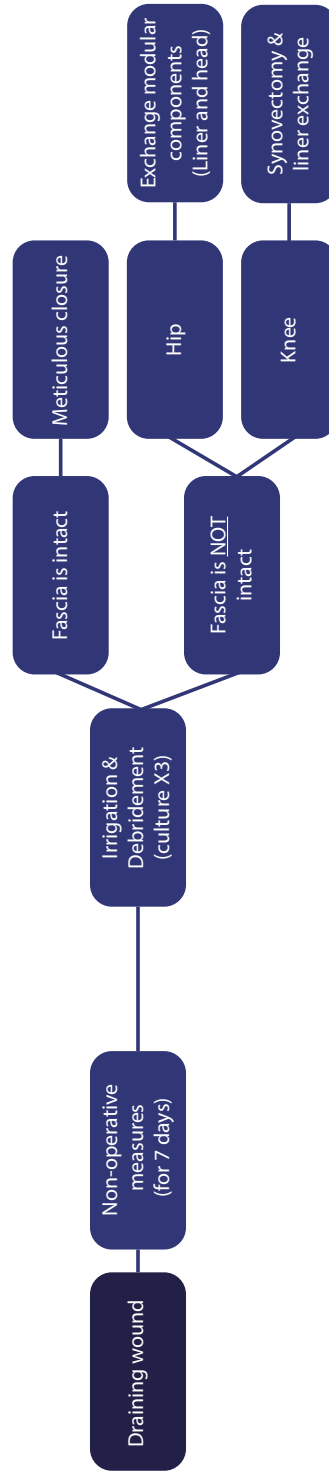 Draining wound
Non-operative
measures
(for 7 days)
Irrigation &
Debridement
(culture X3)
Fascia is intact
Meticulous closure
Fascia is NOT
intact
Hip
Exchange modular
components
(Liner and head)
Knee
Synovectomy &
liner exchange